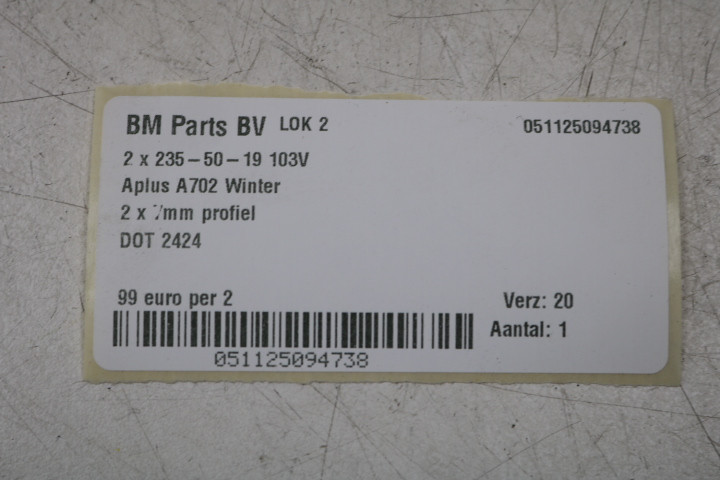 BM Parts BV LOK 2 051125094738
2 x 235-50-19 103V
Aplus A702 Winter
2 x 7mm profiel
DOT 2424
99 euro per 2 Verz: 20
Aantal: 1
051125094738